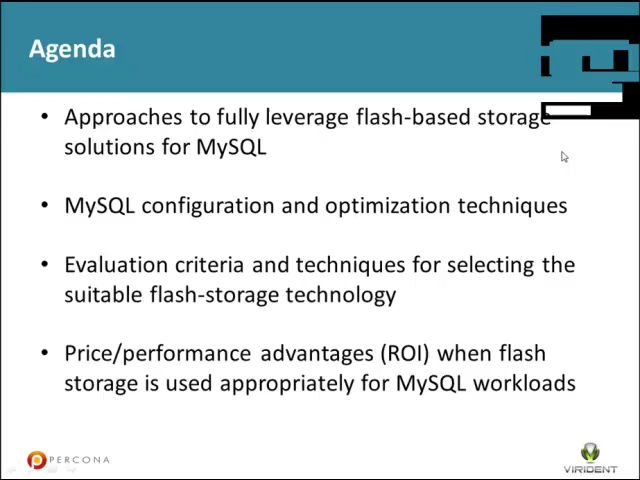 Agenda
• Approaches to fully leverage flash-based storage
solutions for MySQL
• MySQL configuration and optimization techniques
• Evaluation criteria and techniques for selecting the
suitable flash-storage technology
• Price/performance advantages (ROI) when flash
storage is used appropriately for MySQL workloads
PERCONA
VIRIDENT